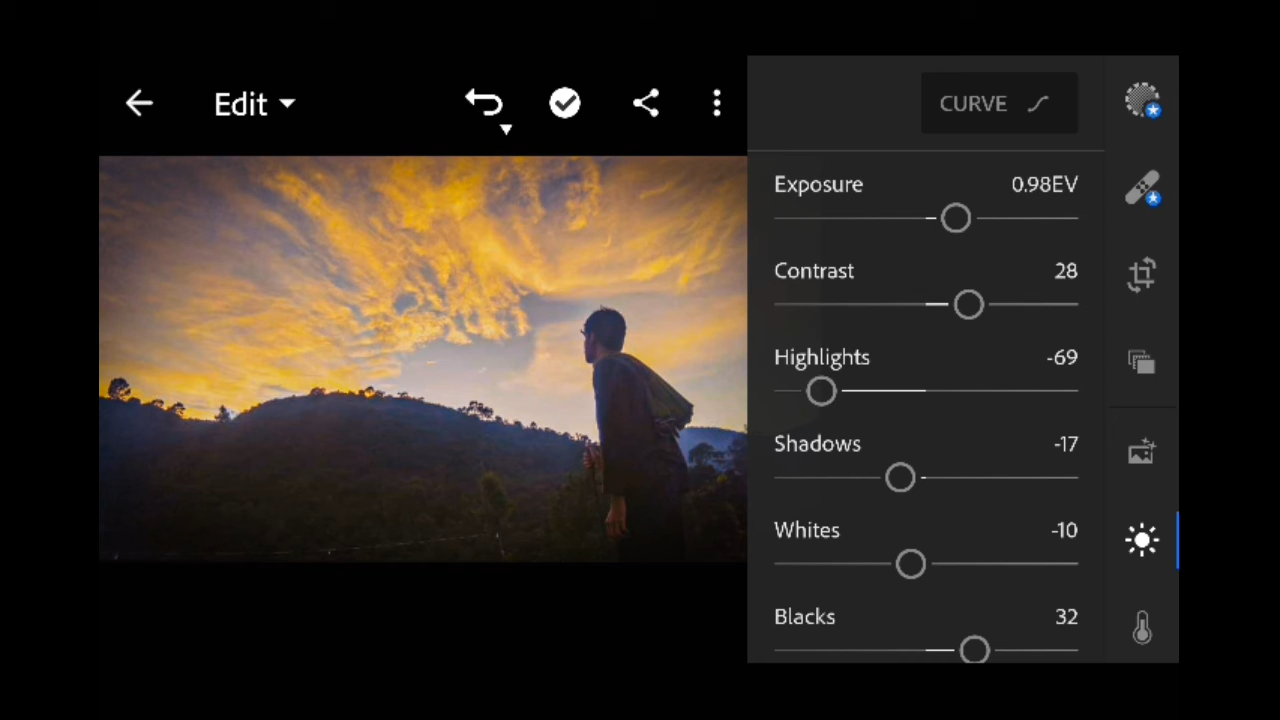 Edit
CURVE
Exposure 0.98EV
Contrast 28
Highlights -69
Shadows -17
Whites -10
Blacks 32